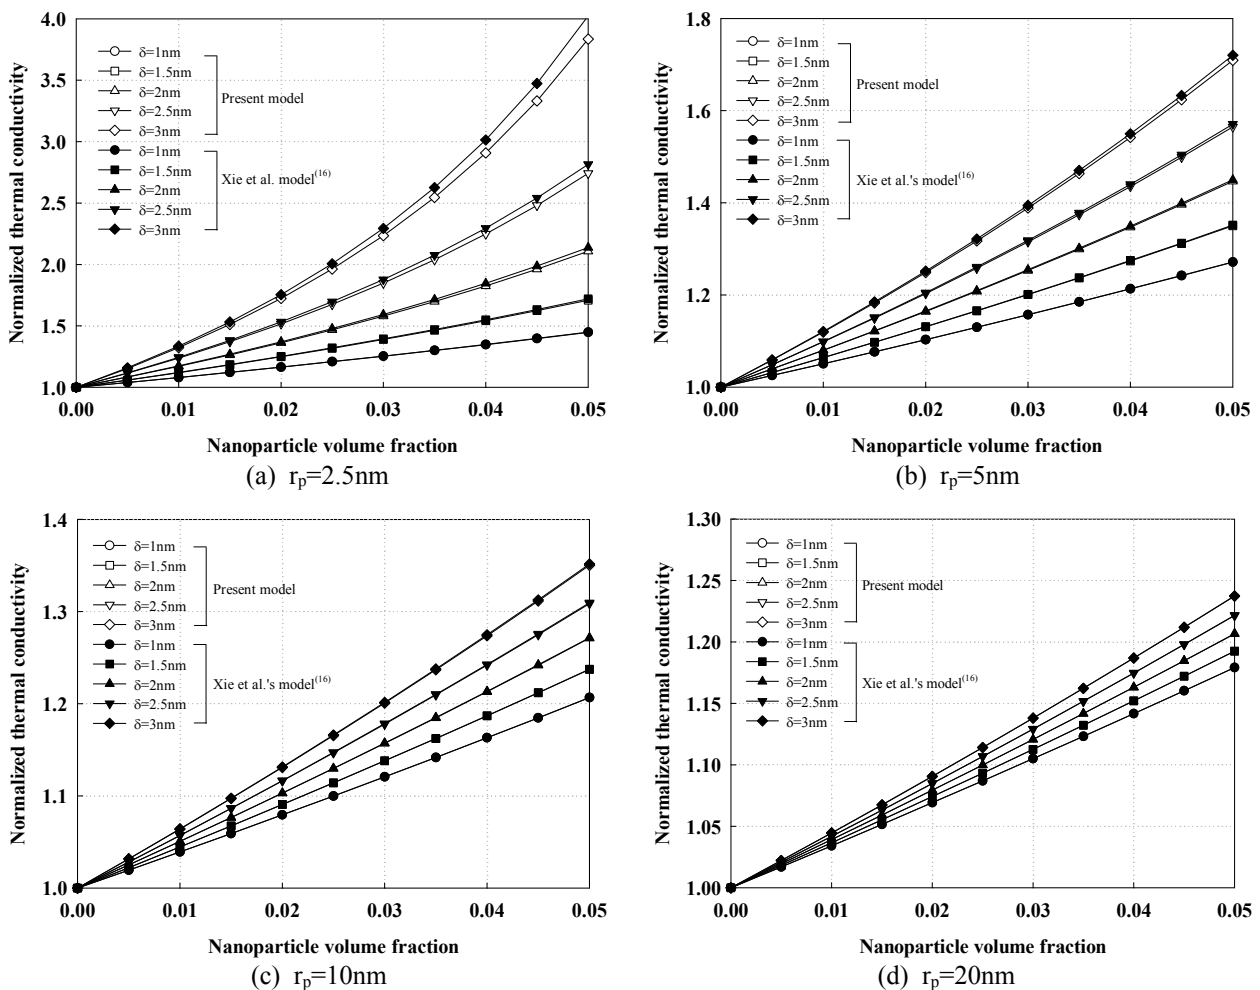 4.0
3.5
3.0
2.5
2.0
1.5
1.0
Normalized thermal conductivity
δ=1nm
δ=1.5nm
δ=2nm
δ=2.5nm
δ=3nm
Present model
δ=1nm
δ=1.5nm
δ=2nm
δ=2.5nm
δ=3nm
Xie et al. model(16)
0.00 0.01 0.02 0.03 0.04 0.05
Nanoparticle volume fraction
(a) rp=2.5nm
1.8
1.6
1.4
1.2
1.0
Normalized thermal conductivity
δ=1nm
δ=1.5nm
δ=2nm
δ=2.5nm
δ=3nm
Present model
δ=1nm
δ=1.5nm
δ=2nm
δ=2.5nm
δ=3nm
Xie et al.'s model(16)
0.00 0.01 0.02 0.03 0.04 0.05
Nanoparticle volume fraction
(b) rp=5nm
1.4
1.3
1.2
1.1
1.0
Normalized thermal conductivity
δ=1nm
δ=1.5nm
δ=2nm
δ=2.5nm
δ=3nm
Present model
δ=1nm
δ=1.5nm
δ=2nm
δ=2.5nm
δ=3nm
Xie et al.'s model(16)
0.00 0.01 0.02 0.03 0.04 0.05
Nanoparticle volume fraction
(c) rp=10nm
1.30
1.25
1.20
1.15
1.10
1.05
1.00
Normalized thermal conductivity
δ=1nm
δ=1.5nm
δ=2nm
δ=2.5nm
δ=3nm
Present model
δ=1nm
δ=1.5nm
δ=2nm
δ=2.5nm
δ=3nm
Xie et al.'s model(16)
0.00 0.01 0.02 0.03 0.04 0.05
Nanoparticle volume fraction
(d) rp=20nm